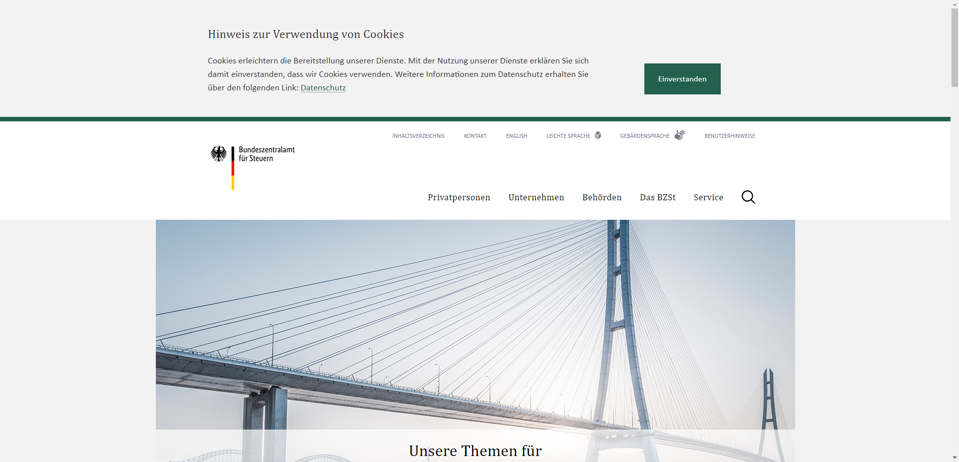 Hinweis zur Verwendung von Cookies
Cookies erleichtern die Bereitstellung unserer Dienste. Mit der Nutzung unserer Dienste erklären Sie sich
damit einverstanden, dass wir Cookies verwenden. Weitere Informationen zum Datenschutz erhalten Sie
über den folgenden Link: Datenschutz
Einverstanden
INHALTSVERZEICHNIS KONTAKT ENGLISH LEICHTE SPRACHE GEBÄRDENSPRACHE BENUTZERHINWEISE
Bundeszentralamt
für Steuern
Privatpersonen Unternehmen Behörden Das BZSt Service
Unsere Themen für